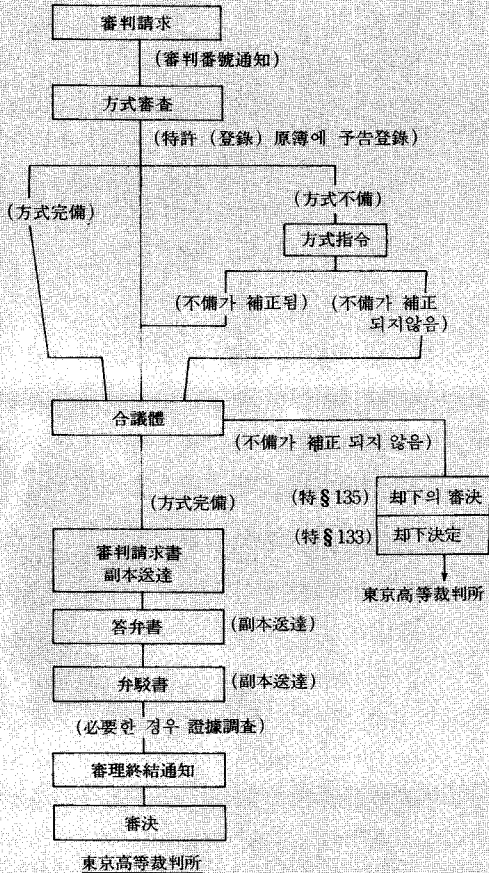 審判請求
(審判番號通知)
方式審査
(特許 (登錄) 原簿에 予告登錄)
(方式完備)
(方式不備)
方式指令
(不備가 補正됨)
(不備가 補正
되지않음)
合議體
(不備가 補正 되지 않음)
(方式完備)
(特§135)
却下의 審決
(特§133)
却下決定
東京高等裁判所
審判請求書
副本送達
答弁書
(副本送達)
弁駁書
(副本送達)
(必要한 경우 證據調査)
審理終結通知
審決
東京高等裁判所